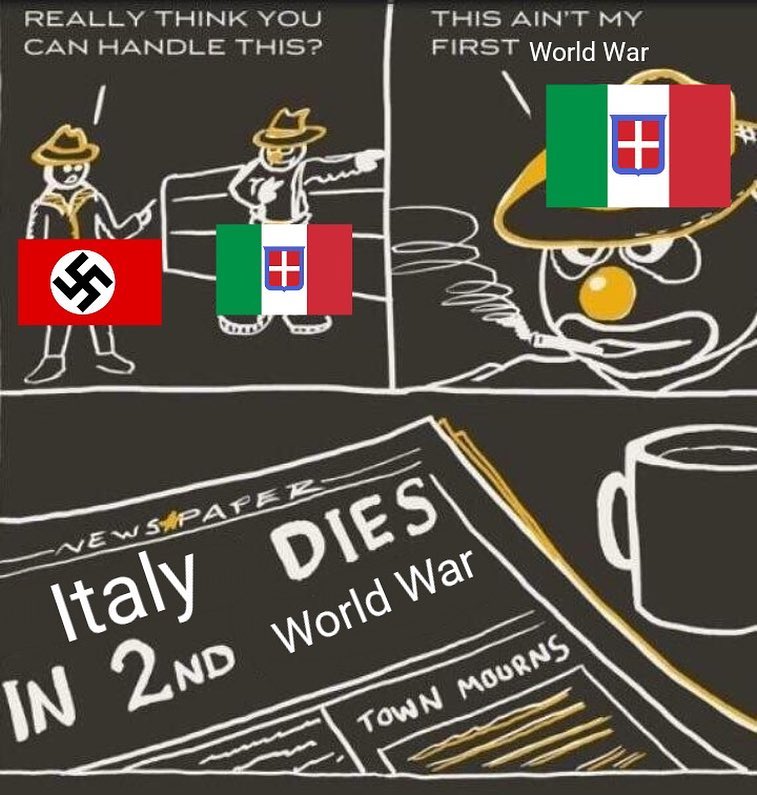 REALLY THINK YOU
CAN HANDLE THIS?
THIS AIN'T MY
FIRST World War
NEWSPAPER
Italy DIES
IN 2ND World War
TOWN MOURNS